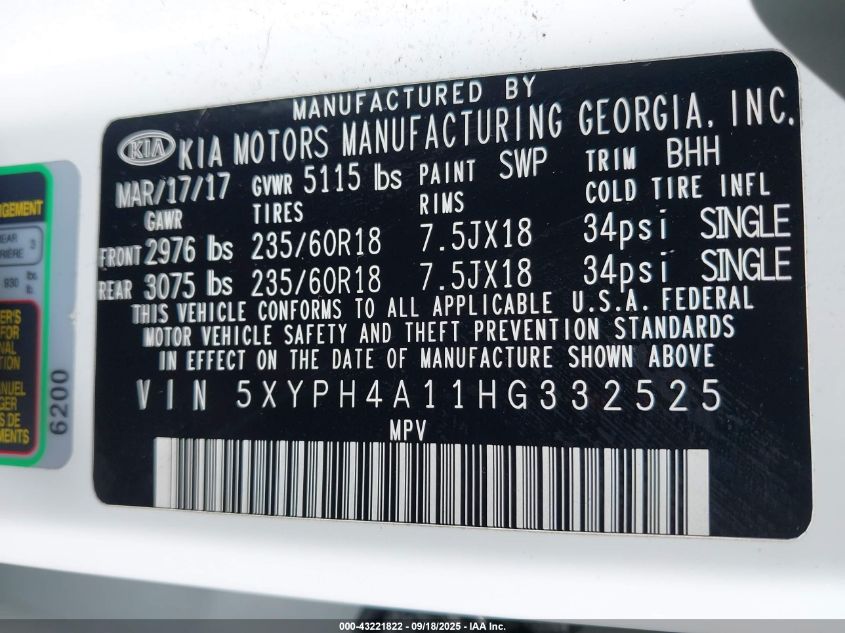 MANUFACTURED BY
KIA KIA MOTORS MANUFACTURING GEORGIA, INC.
MAR/17/17 GVWR 5115 lbs PAINT SWP TRIM BHH
GAWR TIRES RIMS COLD TIRE INFL
FRONT 2976 lbs 235/60R18 7.5JX18 34psi SINGLE
REAR 3075 lbs 235/60R18 7.5JX18 34psi SINGLE
THIS VEHICLE CONFORMS TO ALL APPLICABLE U.S.A. FEDERAL
MOTOR VEHICLE SAFETY AND THEFT PREVENTION STANDARDS
IN EFFECT ON THE DATE OF MANUFACTURE SHOWN ABOVE
VIN 5XYPH4A11HG332525
MPV
3
930 lbs.
lb.
6200
000-43221822 - 09/18/2025 - IAA Inc.